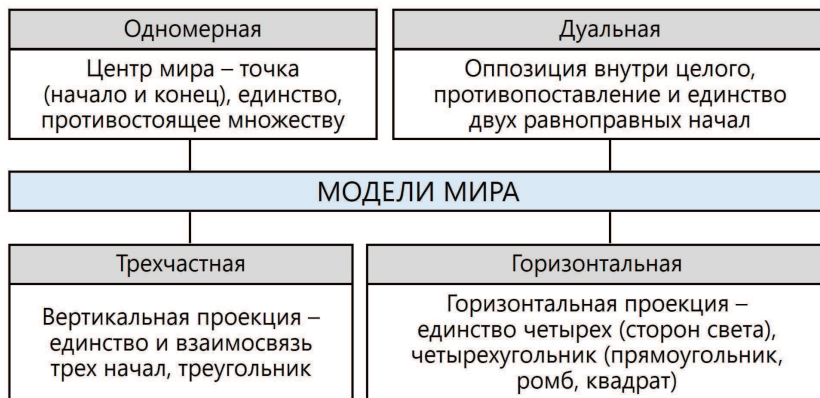 Одномерная
Центр мира – точка
(начало и конец), единство,
противостоящее множеству
Дуальная
Оппозиция внутри целого,
противопоставление и единство
двух равноправных начал
МОДЕЛИ МИРА
Трехчастная
Вертикальная проекция –
единство и взаимосвязь
трех начал, треугольник
Горизонтальная
Горизонтальная проекция –
единство четырех (сторон света),
четырехугольник (прямоугольник,
ромб, квадрат)